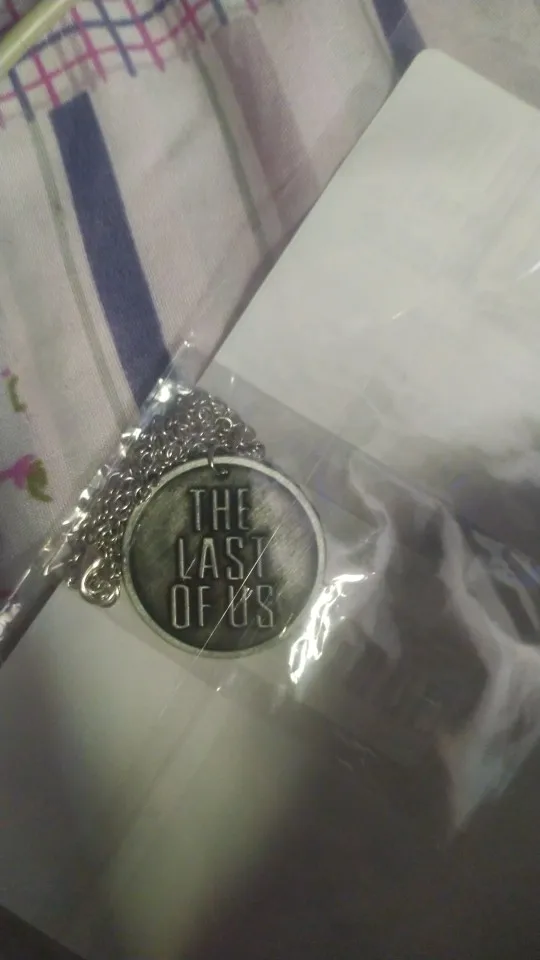 THE
LAST
OF US